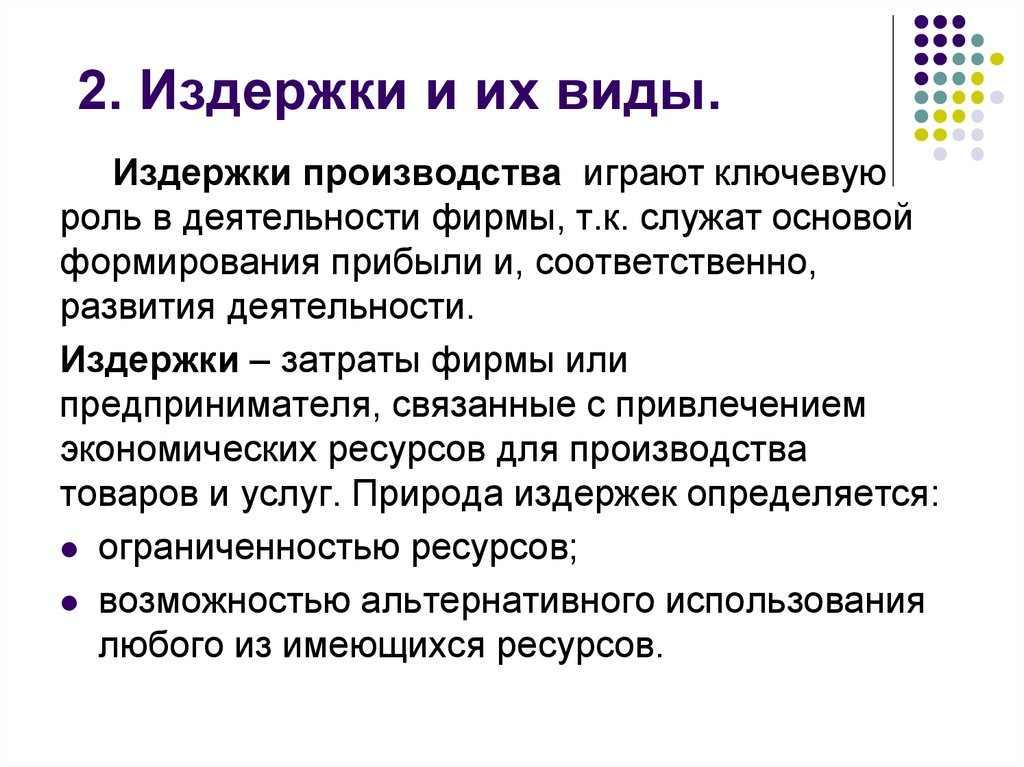 2. Издержки и их виды.
Издержки производства играют ключевую
роль в деятельности фирмы, т.к. служат основой
формирования прибыли и, соответственно,
развития деятельности.
Издержки – затраты фирмы или
предпринимателя, связанные с привлечением
экономических ресурсов для производства
товаров и услуг. Природа издержек определяется:
● ограниченностью ресурсов;
● возможностью альтернативного использования
любого из имеющихся ресурсов.